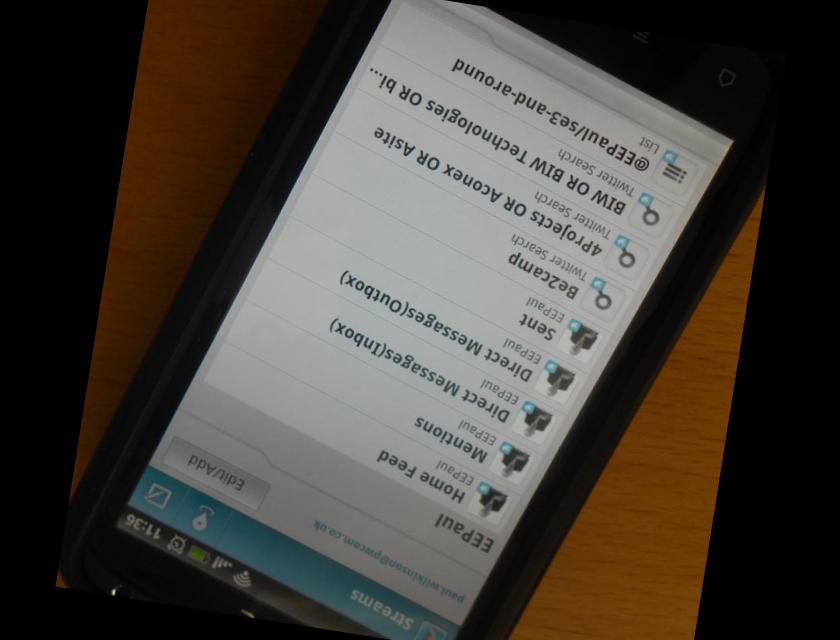 11:36
Streams
paul.wilkinson@pwcom.co.uk
EEPaul
Edit/Add
Home Feed
EEPaul
Mentions
EEPaul
Direct Messages(Inbox)
EEPaul
Direct Messages(Outbox)
EEPaul
Sent
EEPaul
Be2camp
Twitter Search
4Projects OR Aconex OR Asite
Twitter Search
BIW OR BIW Technologies OR bi...
Twitter Search
@EEPaul/se3-and-around
List